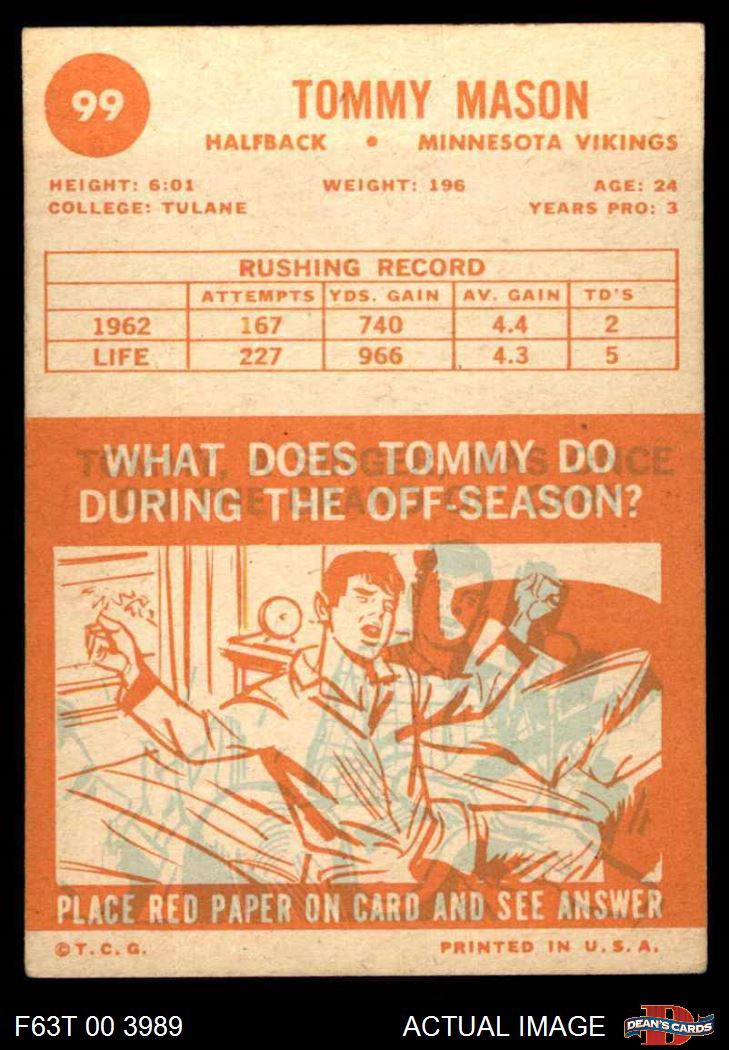 99
TOMMY MASON
HALFBACK • MINNESOTA VIKINGS
HEIGHT: 6:01 WEIGHT: 196 AGE: 24
COLLEGE: TULANE YEARS PRO: 3
RUSHING RECORD
ATTEMPTS YDS. GAIN AV. GAIN TD'S
1962 167 740 4.4 2
LIFE 227 966 4.3 5
WHAT DOES TOMMY DO
DURING THE OFF-SEASON?
PLACE RED PAPER ON CARD AND SEE ANSWER
©T.C.G. PRINTED IN U.S.A.
F63T 00 3989 ACTUAL IMAGE DEAN'S CARDS